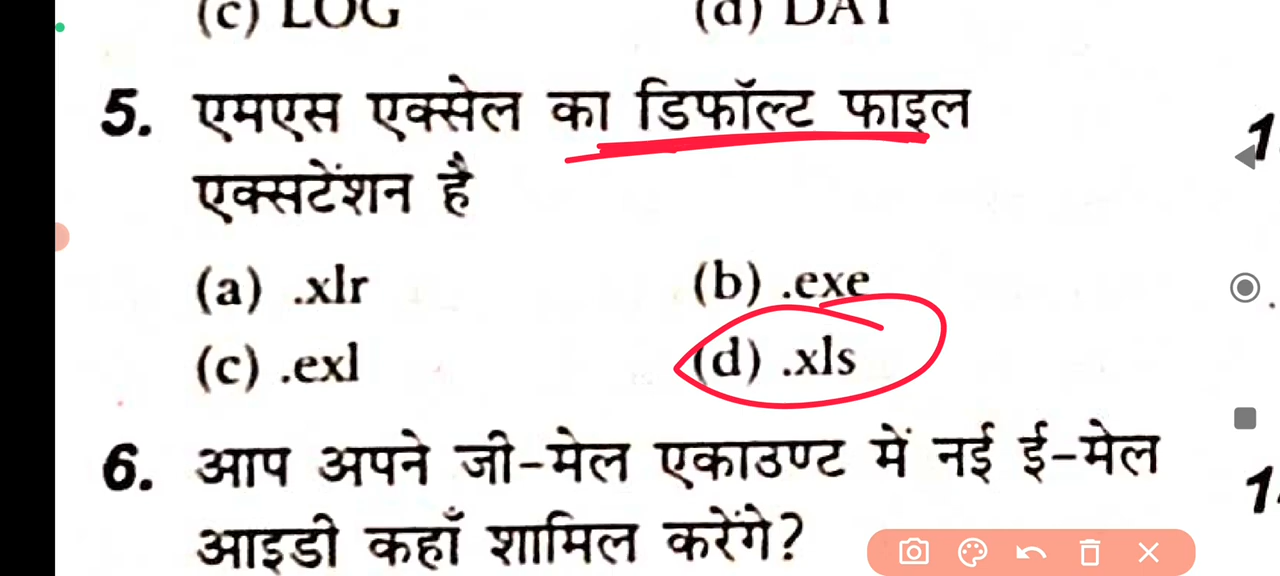 (c) LOG (d) DAT
5. एमएस एक्सेल का डिफॉल्ट फाइल
एक्सटेंशन है
(a) .xlr (b) .exe
(c) .exl (d) .xls
6. आप अपने जी-मेल एकाउण्ट में नई ई-मेल
आइडी कहाँ शामिल करेंगे?